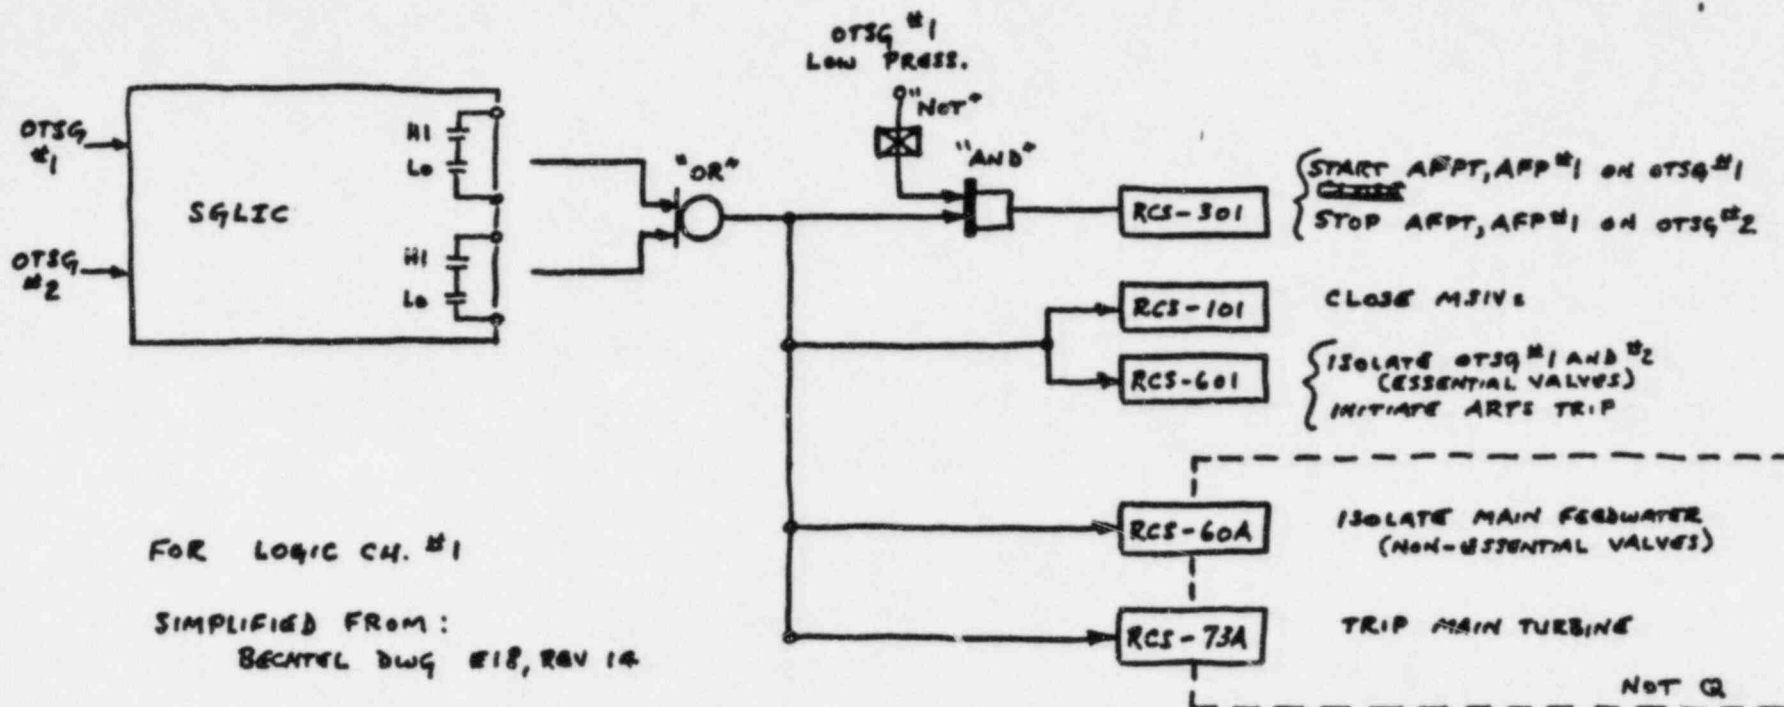 OTSG #1
LOW PRESS.
"NOT"
OTSG
#1
HI
LO
"OR"
"AND"
SGLIC
RCS-301
START AFPT, AFP #1 ON OTSG #1
STOP AFPT, AFP #1 ON OTSG #2
OTSG
#2
HI
LO
RCS-101
CLOSE MSIVs
RCS-601
ISOLATE OTSG #1 AND #2
(ESSENTIAL VALVES)
INITIATE ARTS TRIP
RCS-60A
ISOLATE MAIN FEEDWATER
(NON-ESSENTIAL VALVES)
FOR LOGIC CH. #1
SIMPLIFIED FROM:
BECHTEL DWG E18, REV
RCS-73A
TRIP MAIN TURBINE
NOT Q